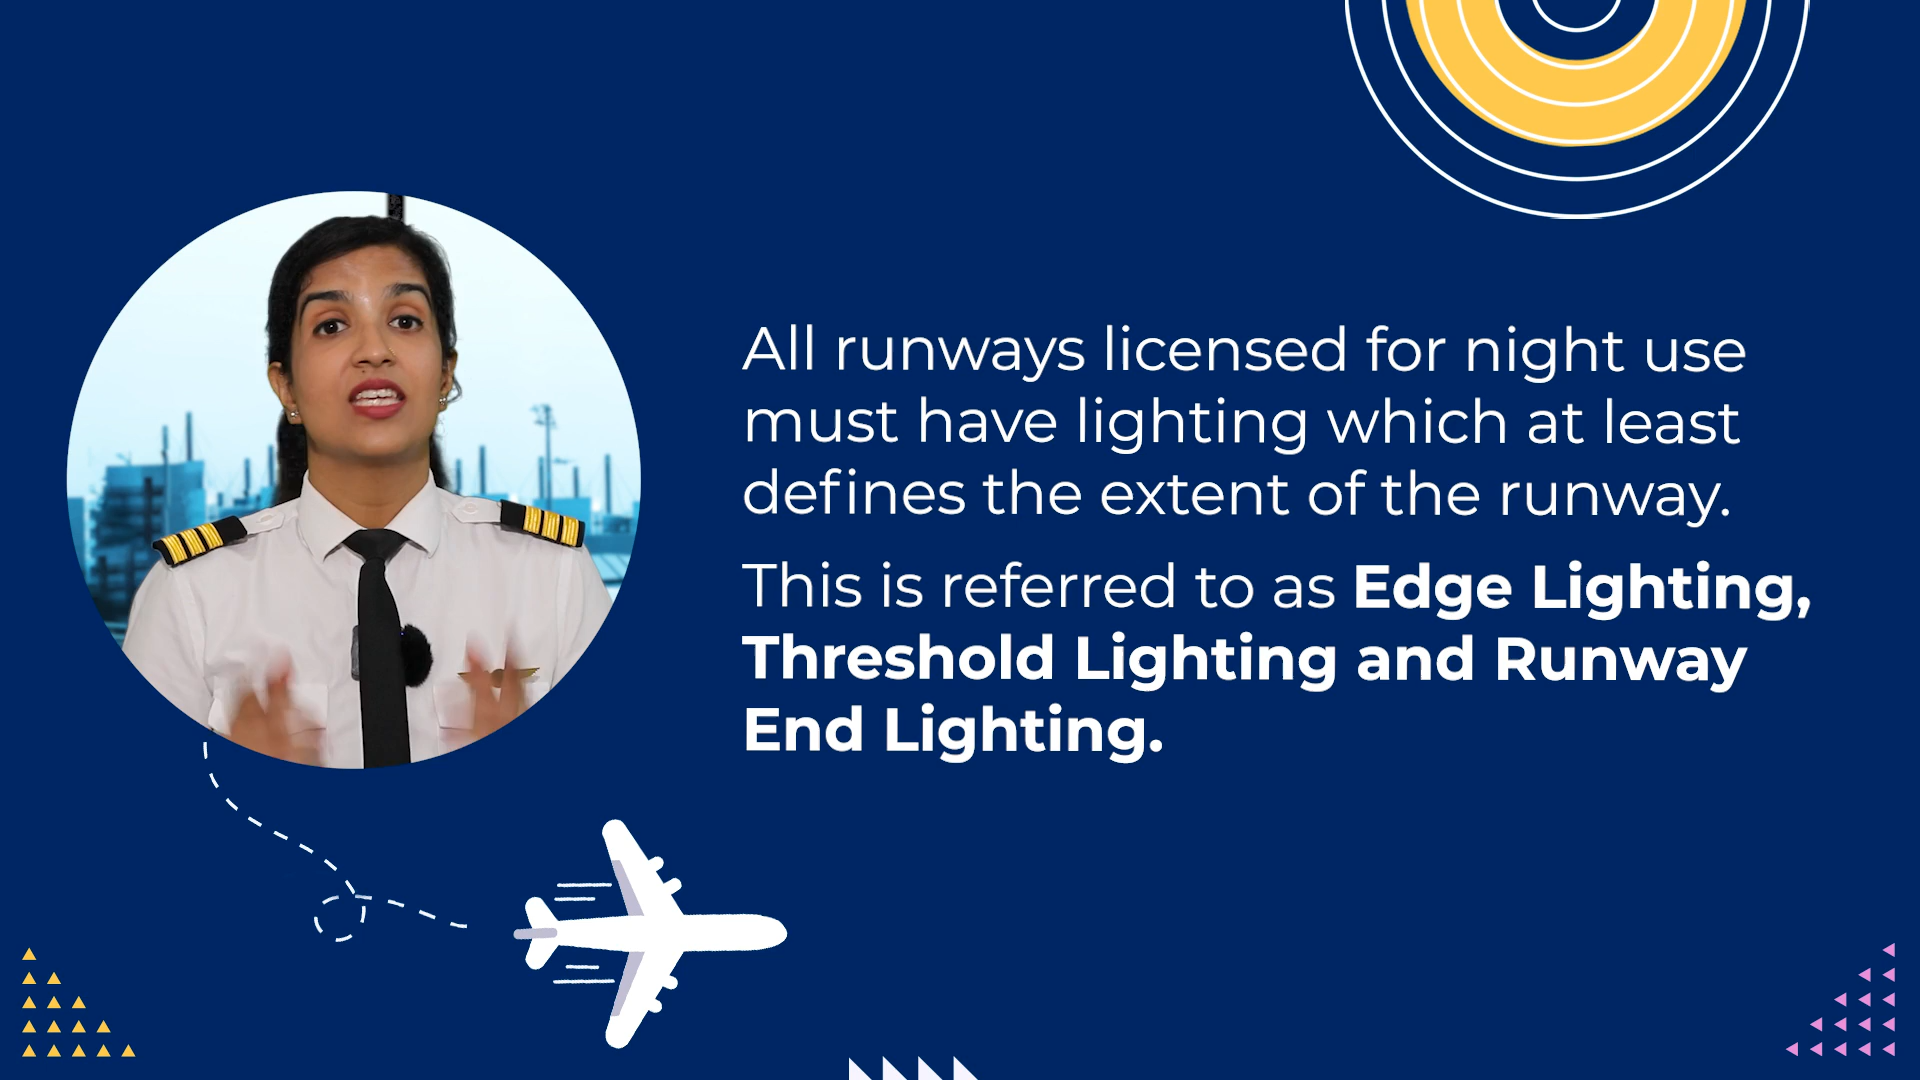 All runways licensed for night use
must have lighting which at least
defines the extent of the runway.
This is referred to as Edge Lighting,
Threshold Lighting and Runway
End Lighting.